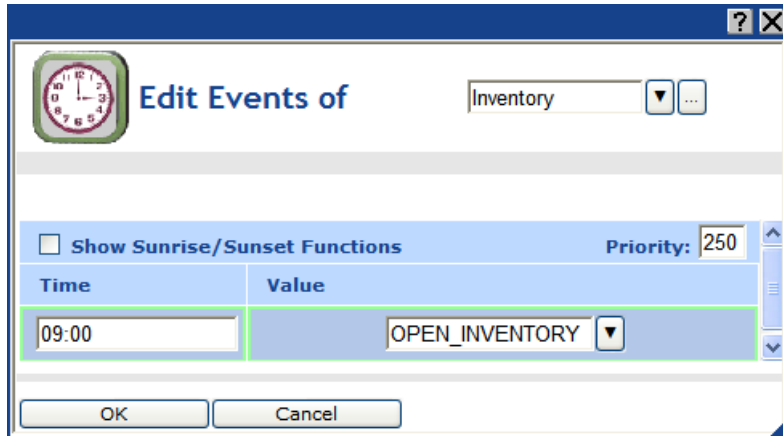 ?
Edit Events of Inventory ...
Show Sunrise/Sunset Functions Priority: 250
Time Value
09:00 OPEN_INVENTORY
OK Cancel